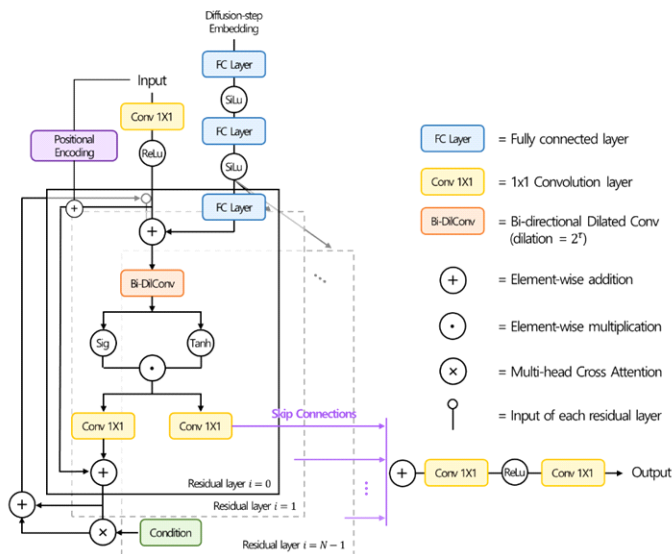 Diffusion-step
Embedding
FC Layer
Input
SiLu
Conv 1X1
FC Layer
Positional
Encoding
ReLu
SiLu
FC Layer
+
+
Bi-DilConv
Sig
Tanh
•
Conv 1X1
Conv 1X1
Skip Connections
+
Residual layer i = 0
+
Residual layer i = 1
×
Condition
Residual layer i = N − 1
FC Layer = Fully connected layer
Conv 1X1 = 1x1 Convolution layer
Bi-DilConv = Bi-directional Dilated Conv
(dilation = 2^τ)
+ = Element-wise addition
• = Element-wise multiplication
× = Multi-head Cross Attention
= Input of each residual layer
+ Conv 1X1 ReLu Conv 1X1 Output